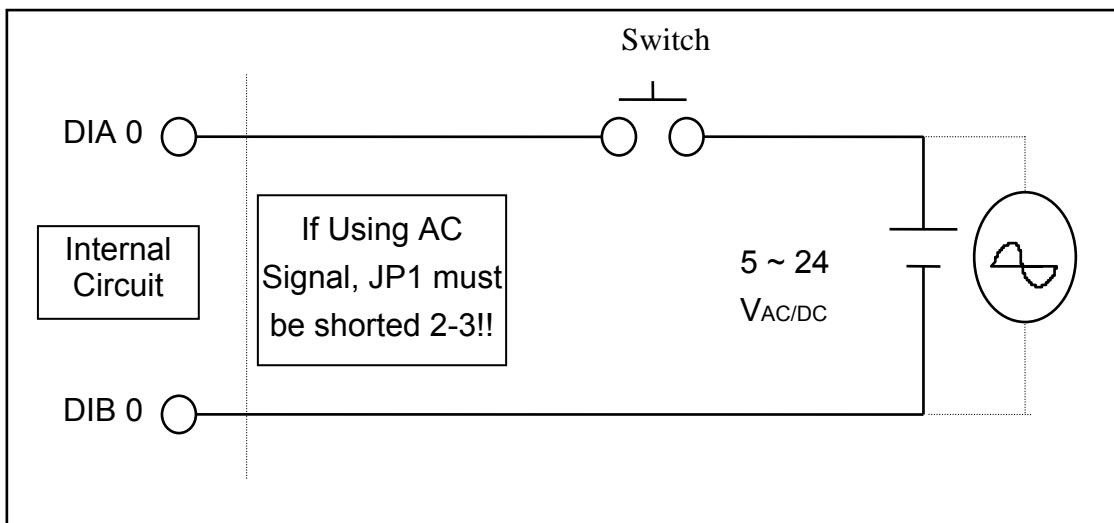 Switch
DIA 0
Internal
Circuit
If Using AC
Signal, JP1 must
be shorted 2-3!!
5 ~ 24
VAC/DC
DIB 0